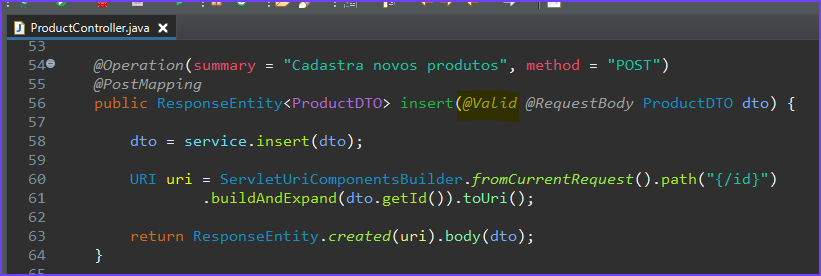 ProductController.java
53
54 @Operation(summary = "Cadastra novos produtos", method = "POST")
55 @PostMapping
56 public ResponseEntity<ProductDTO> insert(@Valid @RequestBody ProductDTO dto) {
57
58 dto = service.insert(dto);
59
60 URI uri = ServletUriComponentsBuilder.fromCurrentRequest().path("{/id}")
61 .buildAndExpand(dto.getId()).toUri();
62
63 return ResponseEntity.created(uri).body(dto);
64 }
65